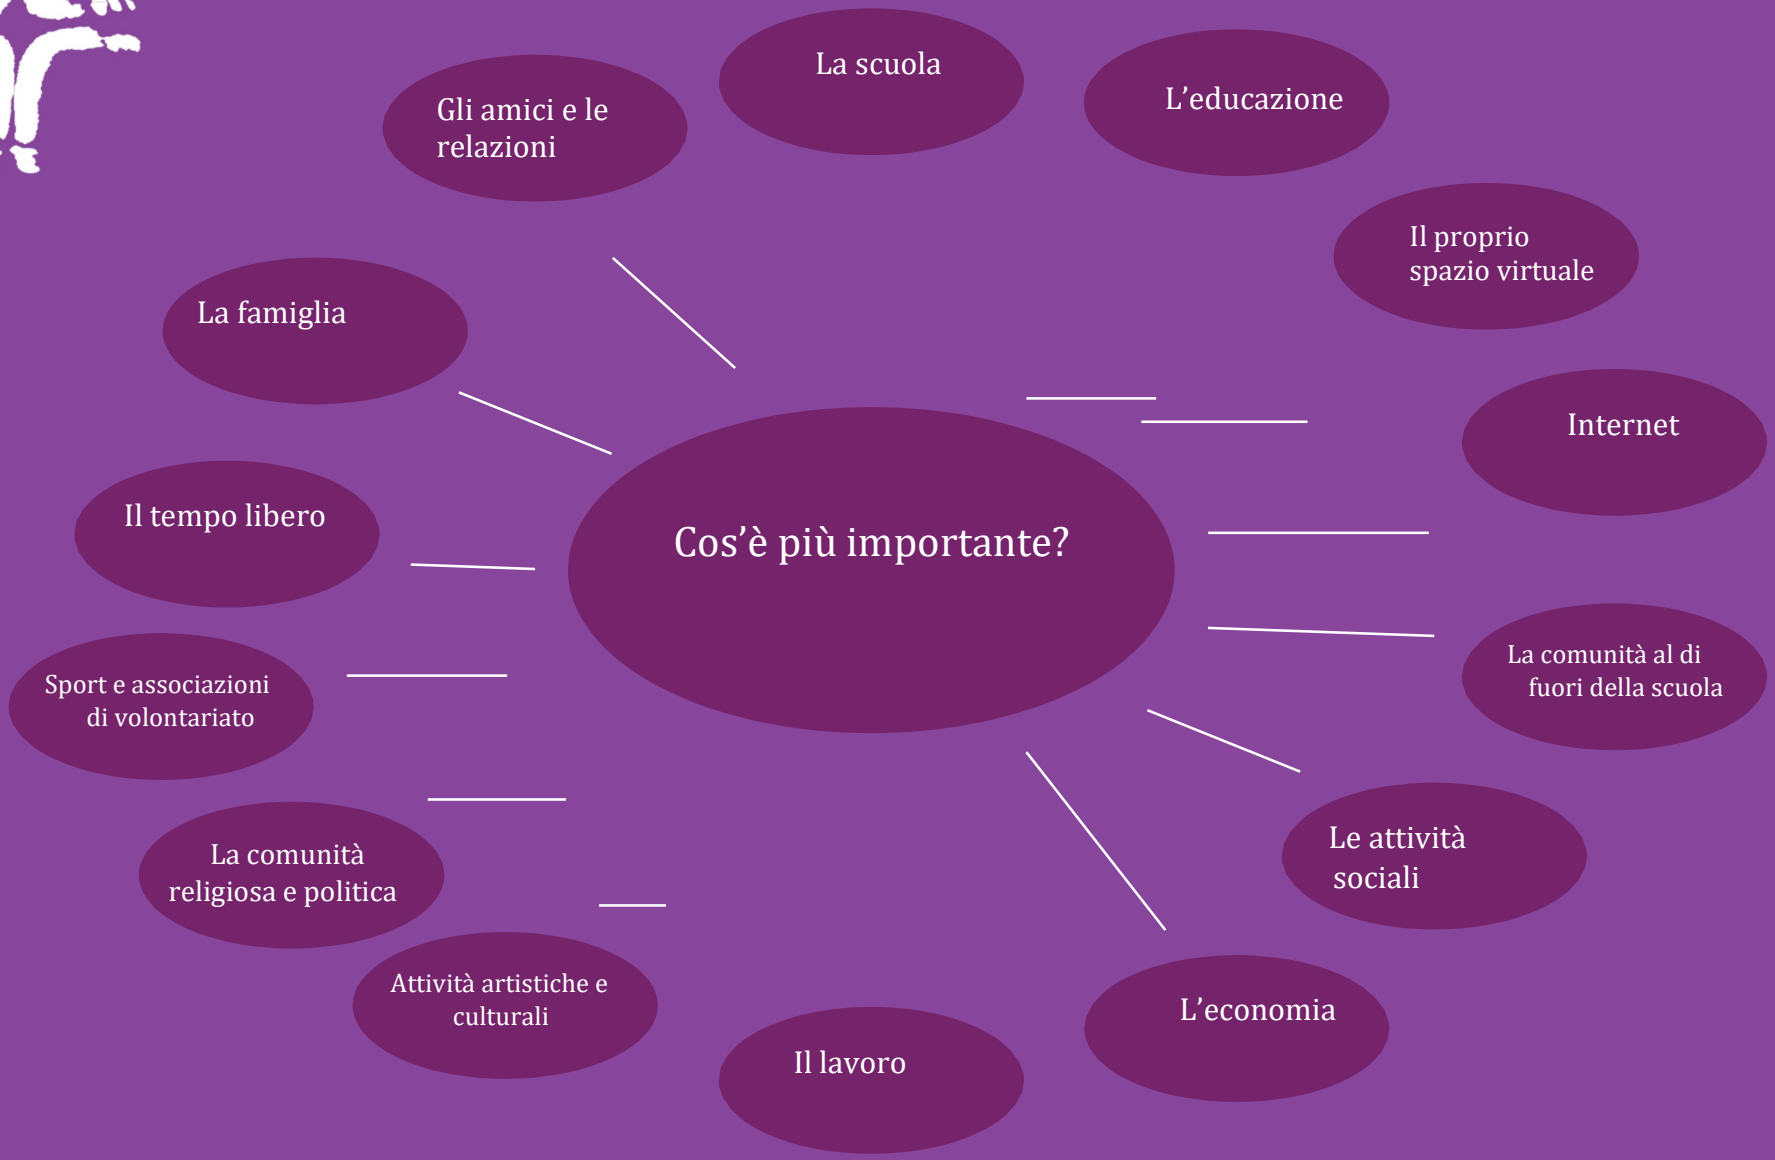 La scuola
L’educazione
Gli amici e le
relazioni
Il proprio
spazio virtuale
La famiglia
Internet
Il tempo libero
Cos’è più importante?
Sport e associazioni
di volontariato
La comunità al di
fuori della scuola
La comunità
religiosa e politica
Le attività
sociali
Attività artistiche e
culturali
L’economia
Il lavoro